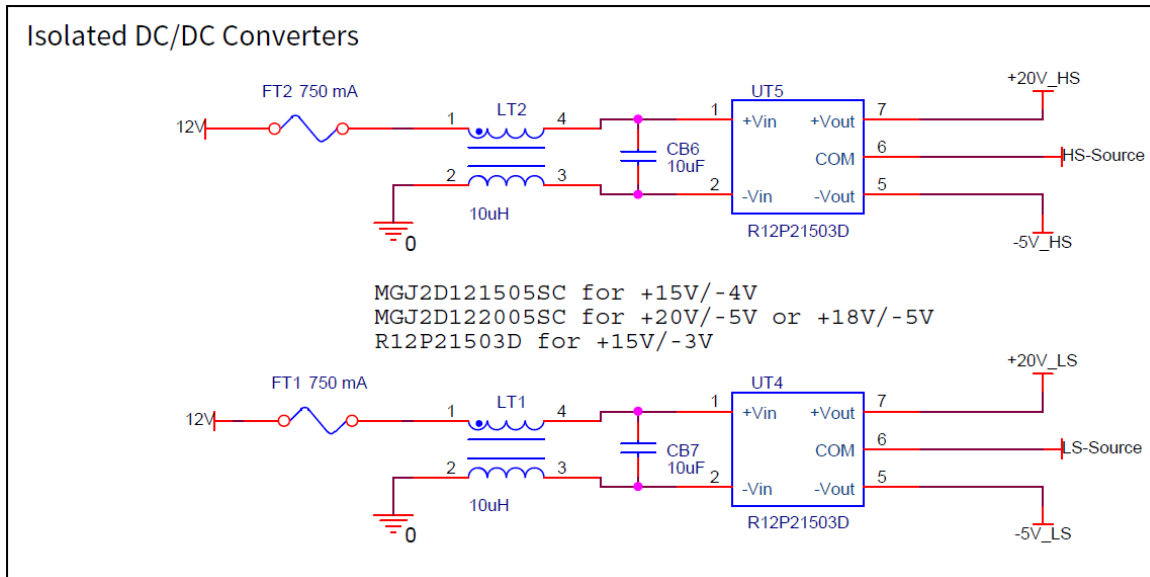 Isolated DC/DC Converters
FT2 750 mA
12V
1
LT2
4
2
3
10uH
0
CB6
10uF
UT5
1
+Vin
+Vout
7
COM
6
2
-Vin
-Vout
5
R12P21503D
+20V_HS
HS-Source
-5V_HS
MGJ2D121505SC for +15V/-4V
MGJ2D122005SC for +20V/-5V or +18V/-5V
R12P21503D for +15V/-3V
FT1 750 mA
12V
1
LT1
4
2
3
10uH
0
CB7
10uF
UT4
1
+Vin
+Vout
7
COM
6
2
-Vin
-Vout
5
R12P21503D
+20V_LS
LS-Source
-5V_LS